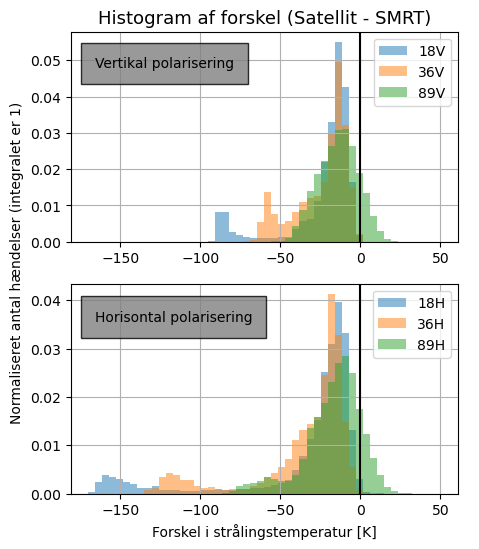 Histogram af forskel (Satellit - SMRT)
Normaliseret antal hændelser (integralet er 1)
Vertikal polarisering
18V
36V
89V
0.05
0.04
0.03
0.02
0.01
0.00
−150 −100 −50 0 50
Horisontal polarisering
18H
36H
89H
0.04
0.03
0.02
0.01
0.00
−150 −100 −50 0 50
Forskel i strålingstemperatur [K]